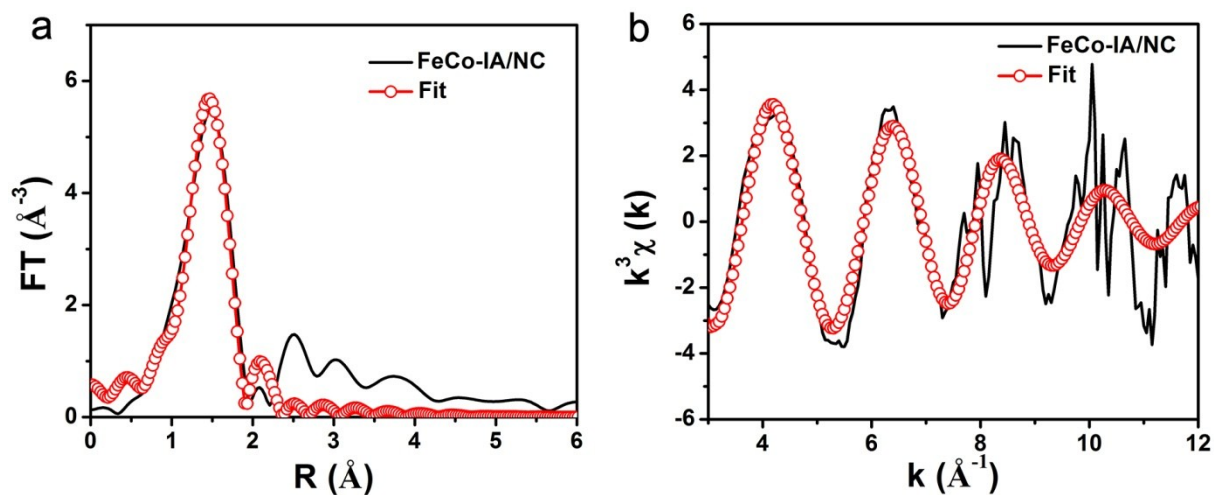 a
FeCo-IA/NC
Fit
FT (Å⁻³)
6
4
2
0
0 1 2 3 4 5 6
R (Å)
b
FeCo-IA/NC
Fit
k³χ (k)
6
4
2
0
-2
-4
-6
4 6 8 10 12
k (Å⁻¹)